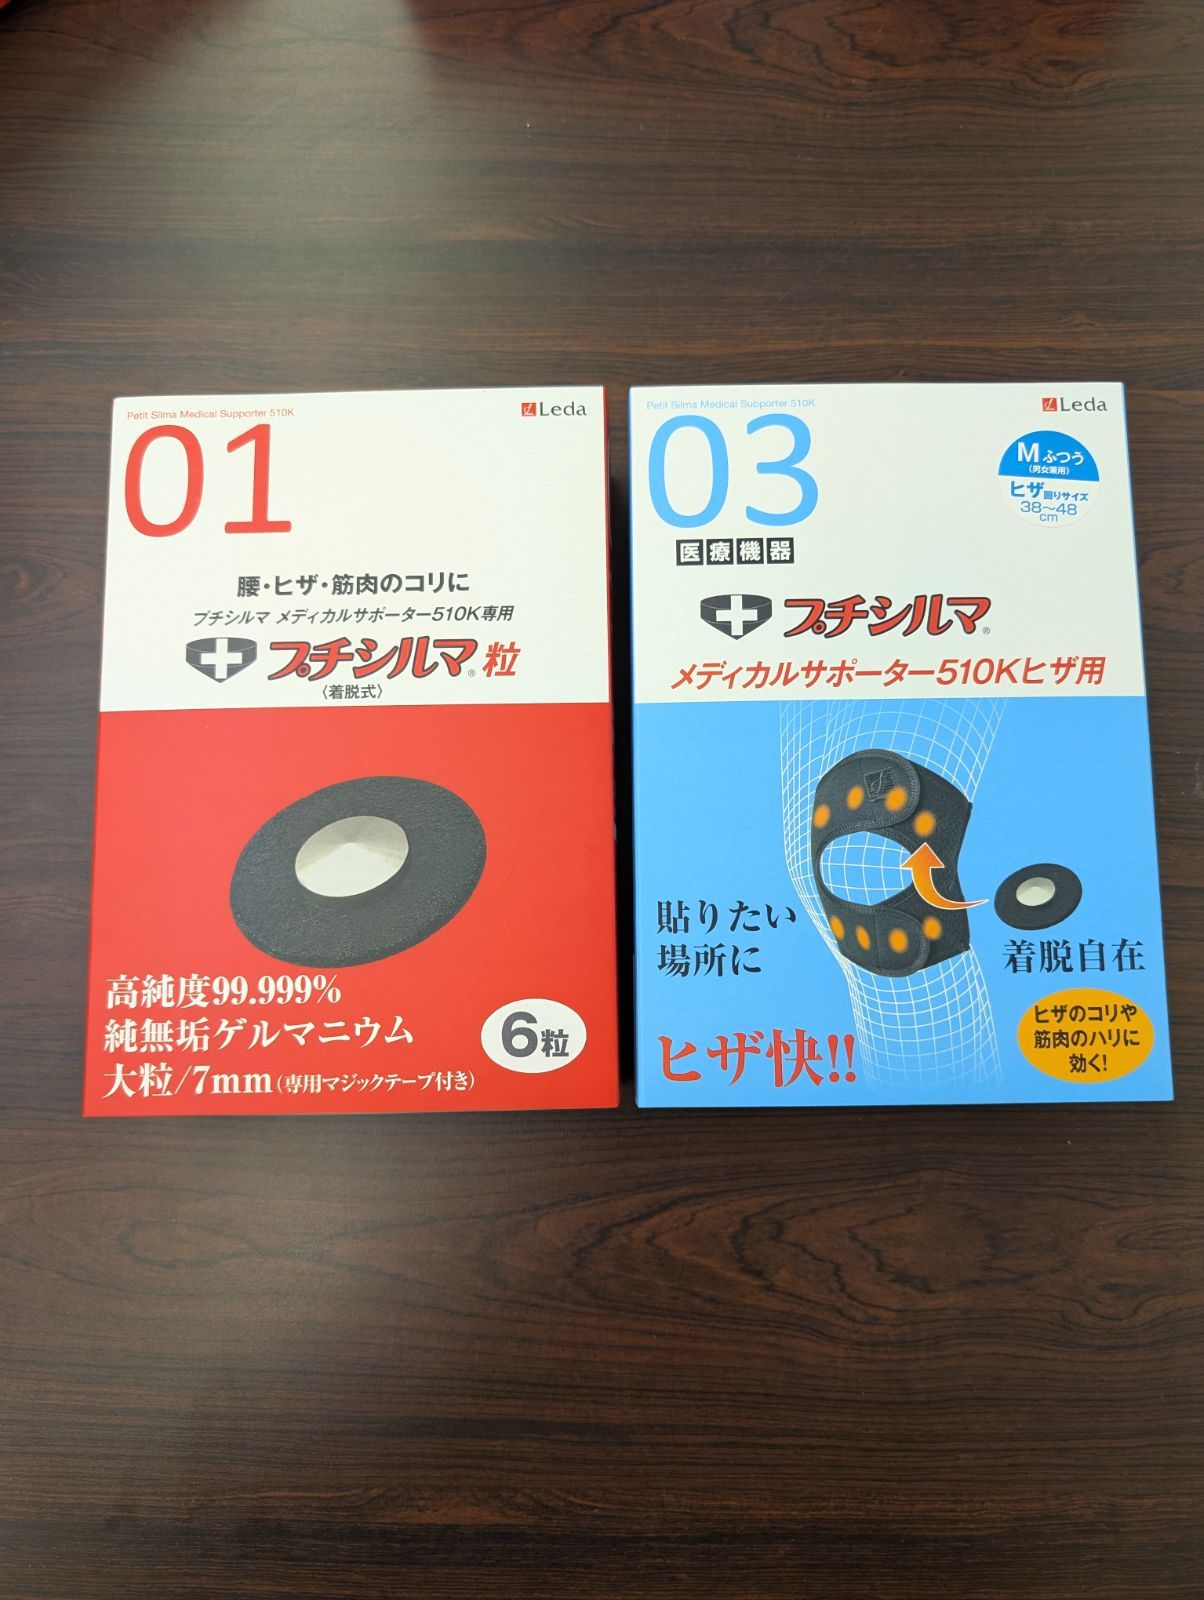 Petit Silma Medical Supporter 510K
Leda
01
腰・ヒザ・筋肉のコリに
プチシルマ メディカルサポーター510K専用
プチシルマ® 粒
〈着脱式〉
高純度99.999%
純無垢ゲルマニウム
大粒/7mm(専用マジックテープ付き)
6粒
Petit Silma Medical Supporter 510K
Leda
03
Mふつう
(男女兼用)
ヒザ回りサイズ
38〜48
cm
医療機器
プチシルマ®
メディカルサポーター510Kヒザ用
貼りたい
場所に
着脱自在
ヒザ快!!
ヒザのコリや
筋肉のハリに
効く!